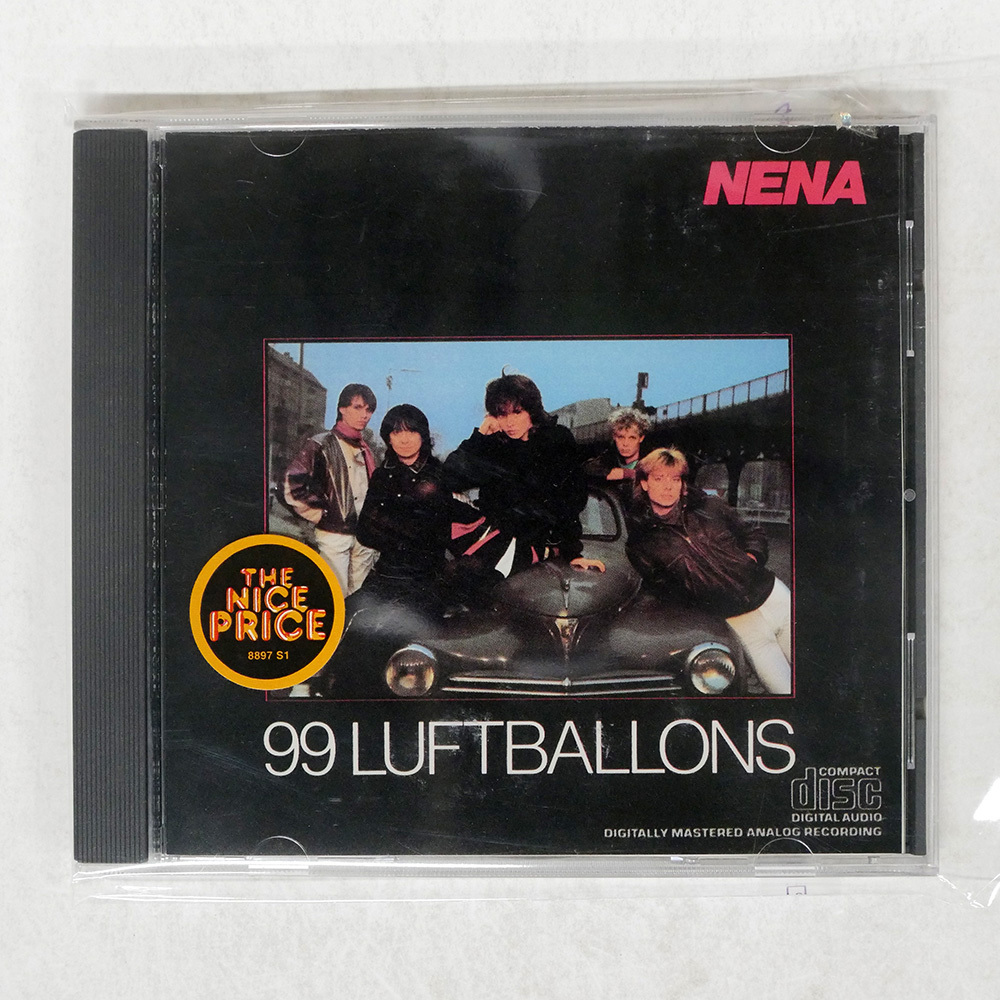 NENA
THE
NICE
PRICE
8897 S1
99 LUFTBALLONS
COMPACT
disc
DIGITAL AUDIO
DIGITALLY MASTERED ANALOG RECORDING